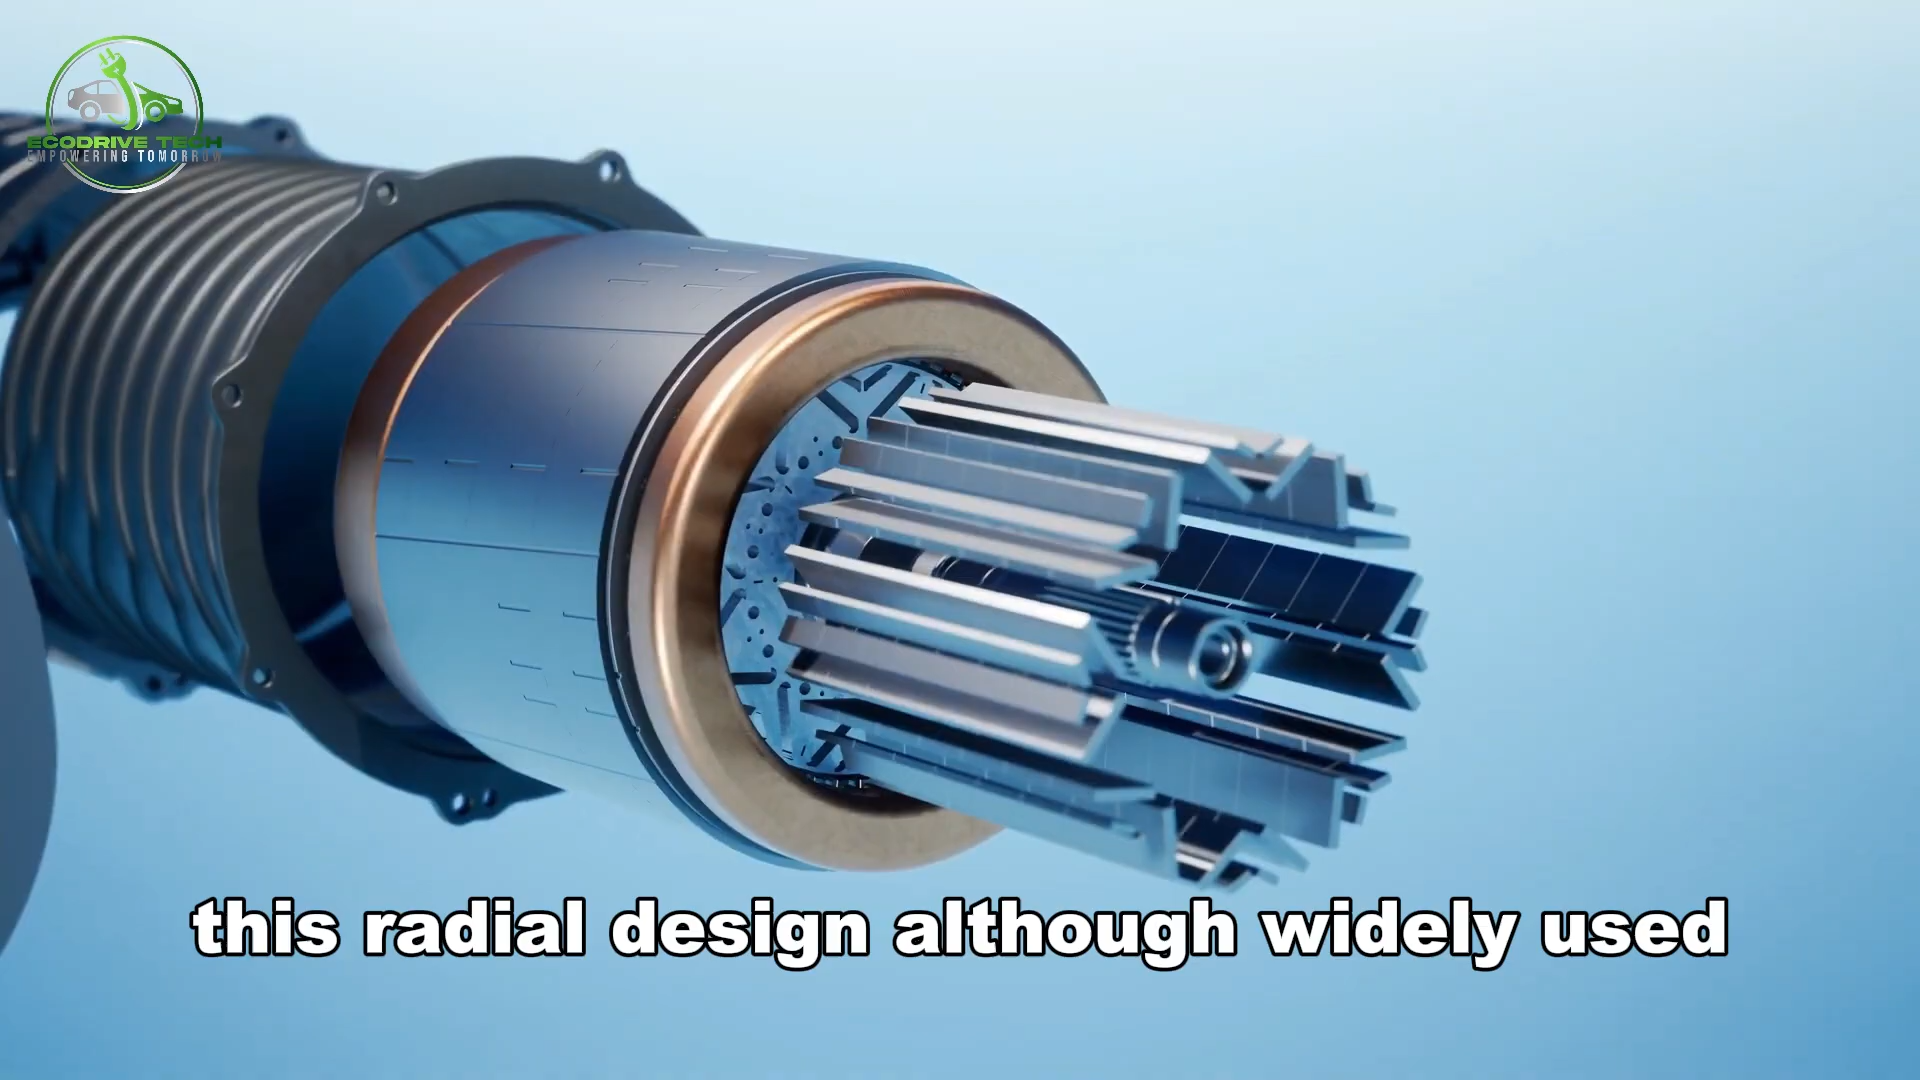 ECODRIVE TECH
EMPOWERING TOMORROW
this radial design although widely used